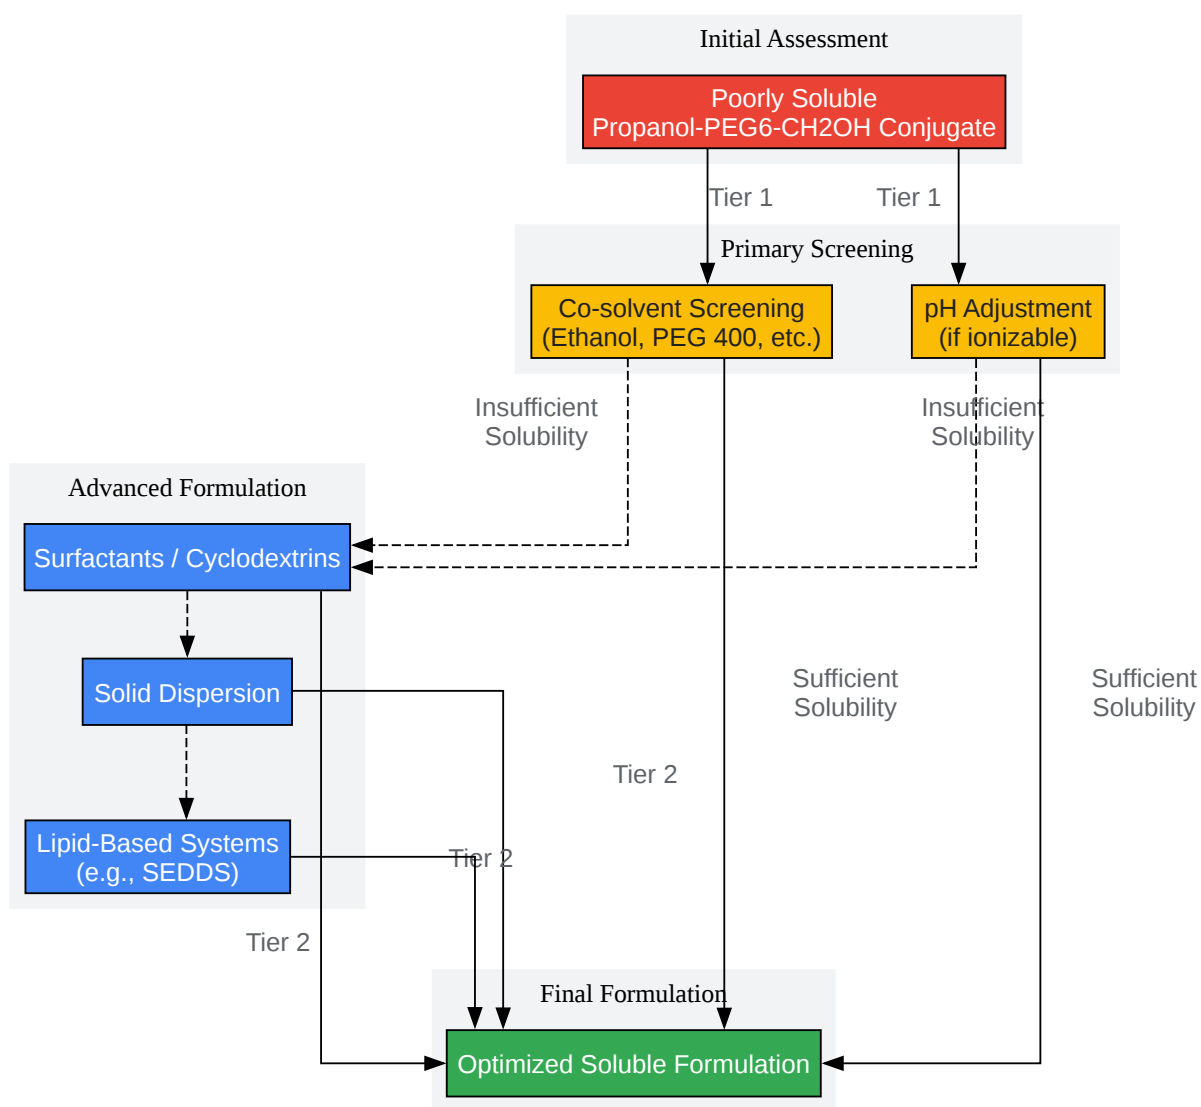 Initial Assessment
Poorly Soluble
Propanol-PEG6-CH2OH Conjugate
Tier 1
Tier 1
Primary Screening
Co-solvent Screening
(Ethanol, PEG 400, etc.)
pH Adjustment
(if ionizable)
Insufficient
Solubility
Insufficient
Solubility
Advanced Formulation
Surfactants / Cyclodextrins
Solid Dispersion
Sufficient
Solubility
Sufficient
Solubility
Tier 2
Lipid-Based Systems
(e.g., SEDDS)
Tier 2
Tier 2
Final Formulation
Optimized Soluble Formulation